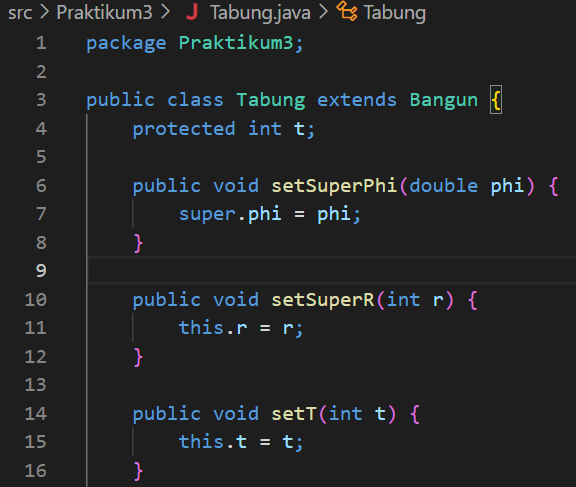 src > Praktikum3 > J Tabung.java > Tabung
1 package Praktikum3;
2
3 public class Tabung extends Bangun {
4     protected int t;
5
6     public void setSuperPhi(double phi) {
7         super.phi = phi;
8     }
9
10     public void setSuperR(int r) {
11         this.r = r;
12     }
13
14     public void setT(int t) {
15         this.t = t;
16     }